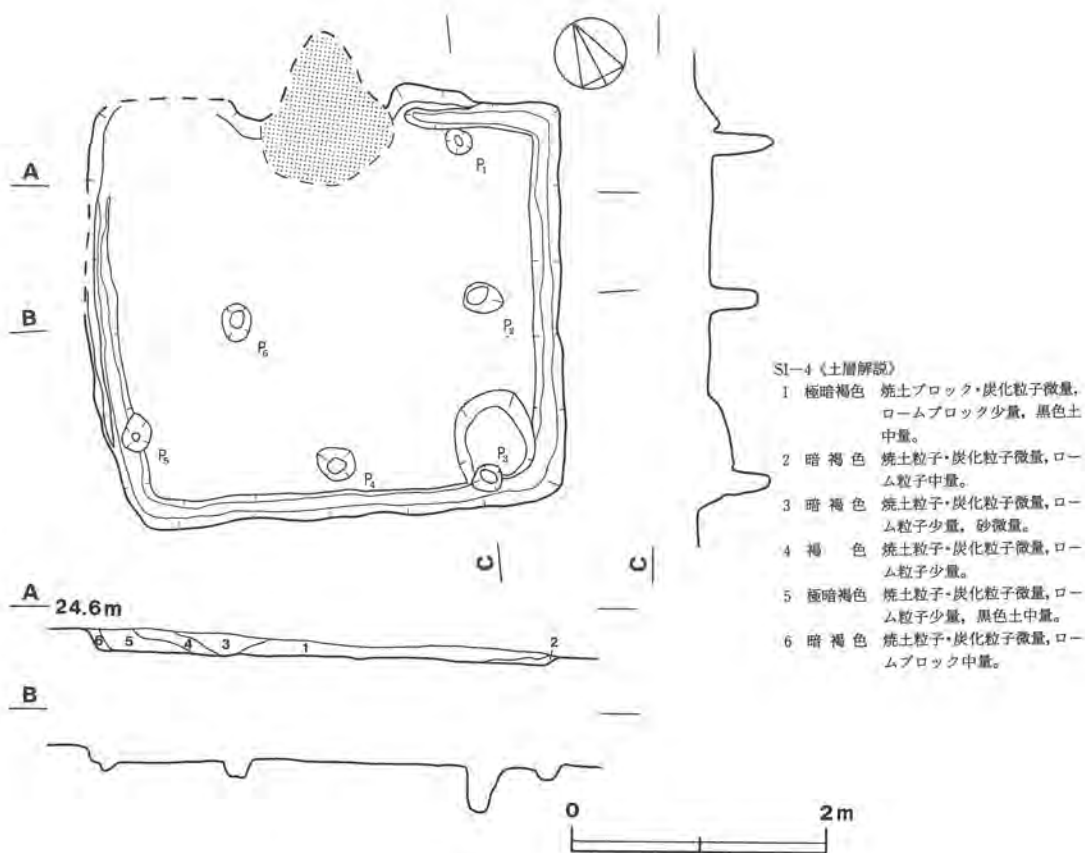 A
B
P₁
P₂
P₆
P₅
P₄
P₃
C
C
A
24.6m
6
5
4
3
1
2
B
0
2m
SI-4《土層解説》
1 極暗褐色 焼土ブロック・炭化粒子微量,
ロームブロック少量, 黒色土
中量。
2 暗褐色 焼土粒子・炭化粒子微量, ロー
ム粒子中量。
3 暗褐色 焼土粒子・炭化粒子微量, ロー
ム粒子少量, 砂微量。
4 褐色 焼土粒子・炭化粒子微量, ロー
ム粒子少量。
5 極暗褐色 焼土粒子・炭化粒子微量, ロー
ム粒子少量, 黒色土中量。
6 暗褐色 焼土粒子・炭化粒子微量, ロー
ムブロック中量。